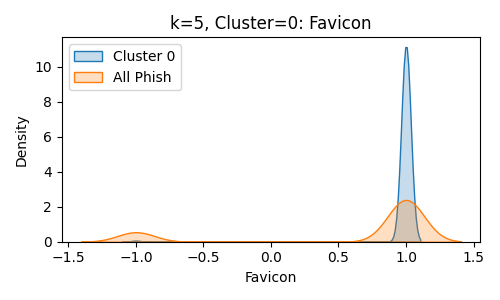 k=5, Cluster=0: Favicon
Cluster 0
All Phish
Density
10
8
6
4
2
0
−1.5 −1.0 −0.5 0.0 0.5 1.0 1.5
Favicon